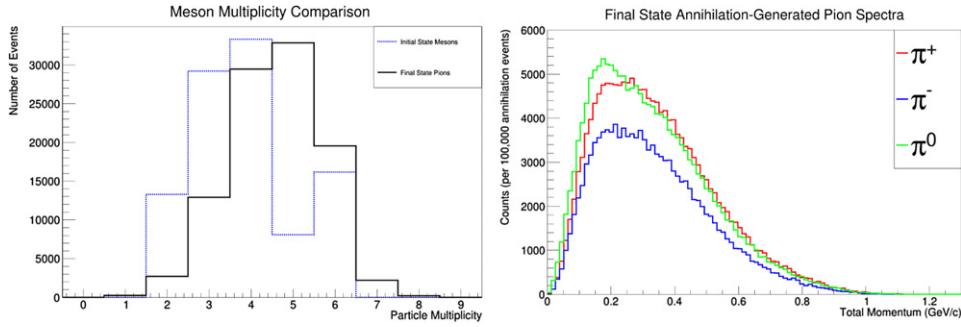 Meson Multiplicity Comparison
Number of Events
30000
25000
20000
15000
10000
5000
0
Initial State Mesons
Final State Pions
0 1 2 3 4 5 6 7 8 9
Particle Multiplicity
Final State Annihilation-Generated Pion Spectra
Counts (per 100,000 annihilation events)
6000
5000
4000
3000
2000
1000
0
π+
π-
π0
0 0.2 0.4 0.6 0.8 1 1.2
Total Momentum (GeV/c)